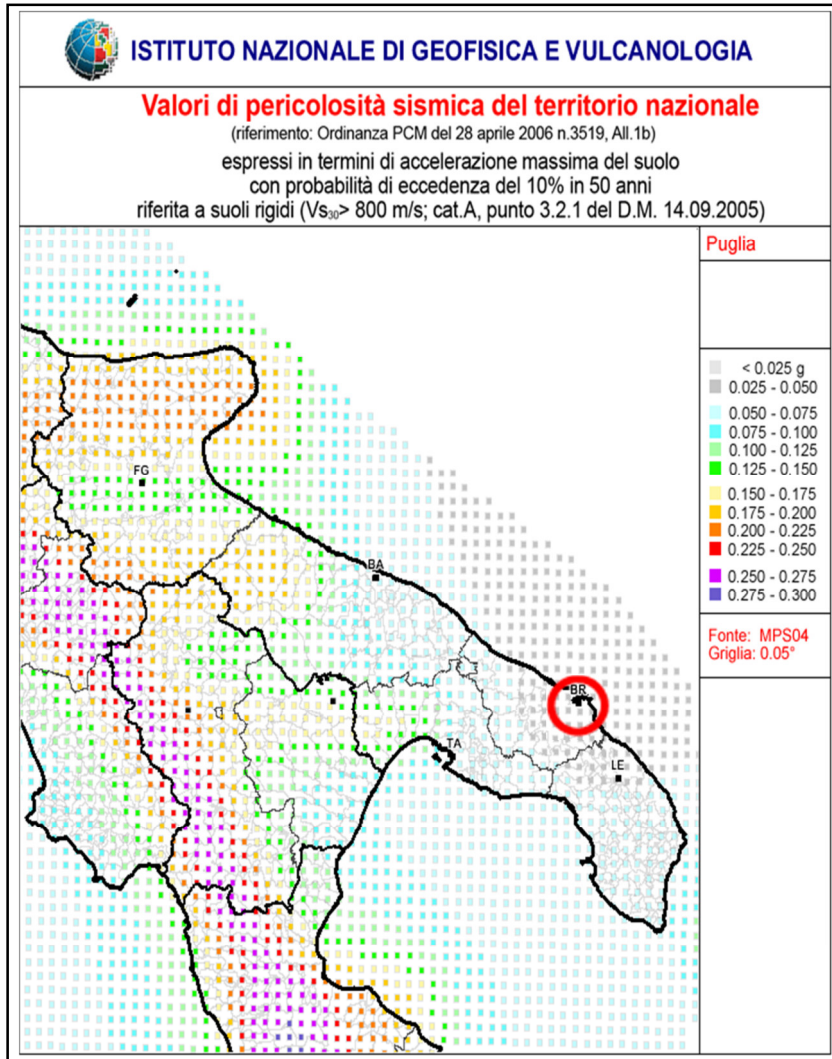 ISTITUTO NAZIONALE DI GEOFISICA E VULCANOLOGIA
Valori di pericolosità sismica del territorio nazionale
(riferimento: Ordinanza PCM del 28 aprile 2006 n.3519, All.1b)
espressi in termini di accelerazione massima del suolo
con probabilità di eccedenza del 10% in 50 anni
riferita a suoli rigidi (Vs30> 800 m/s; cat.A, punto 3.2.1 del D.M. 14.09.2005)
Puglia
< 0.025 g
0.025 - 0.050
0.050 - 0.075
0.075 - 0.100
0.100 - 0.125
0.125 - 0.150
0.150 - 0.175
0.175 - 0.200
0.200 - 0.225
0.225 - 0.250
0.250 - 0.275
0.275 - 0.300
Fonte: MPS04
Griglia: 0.05°
FG
BA
BR
TA
LE